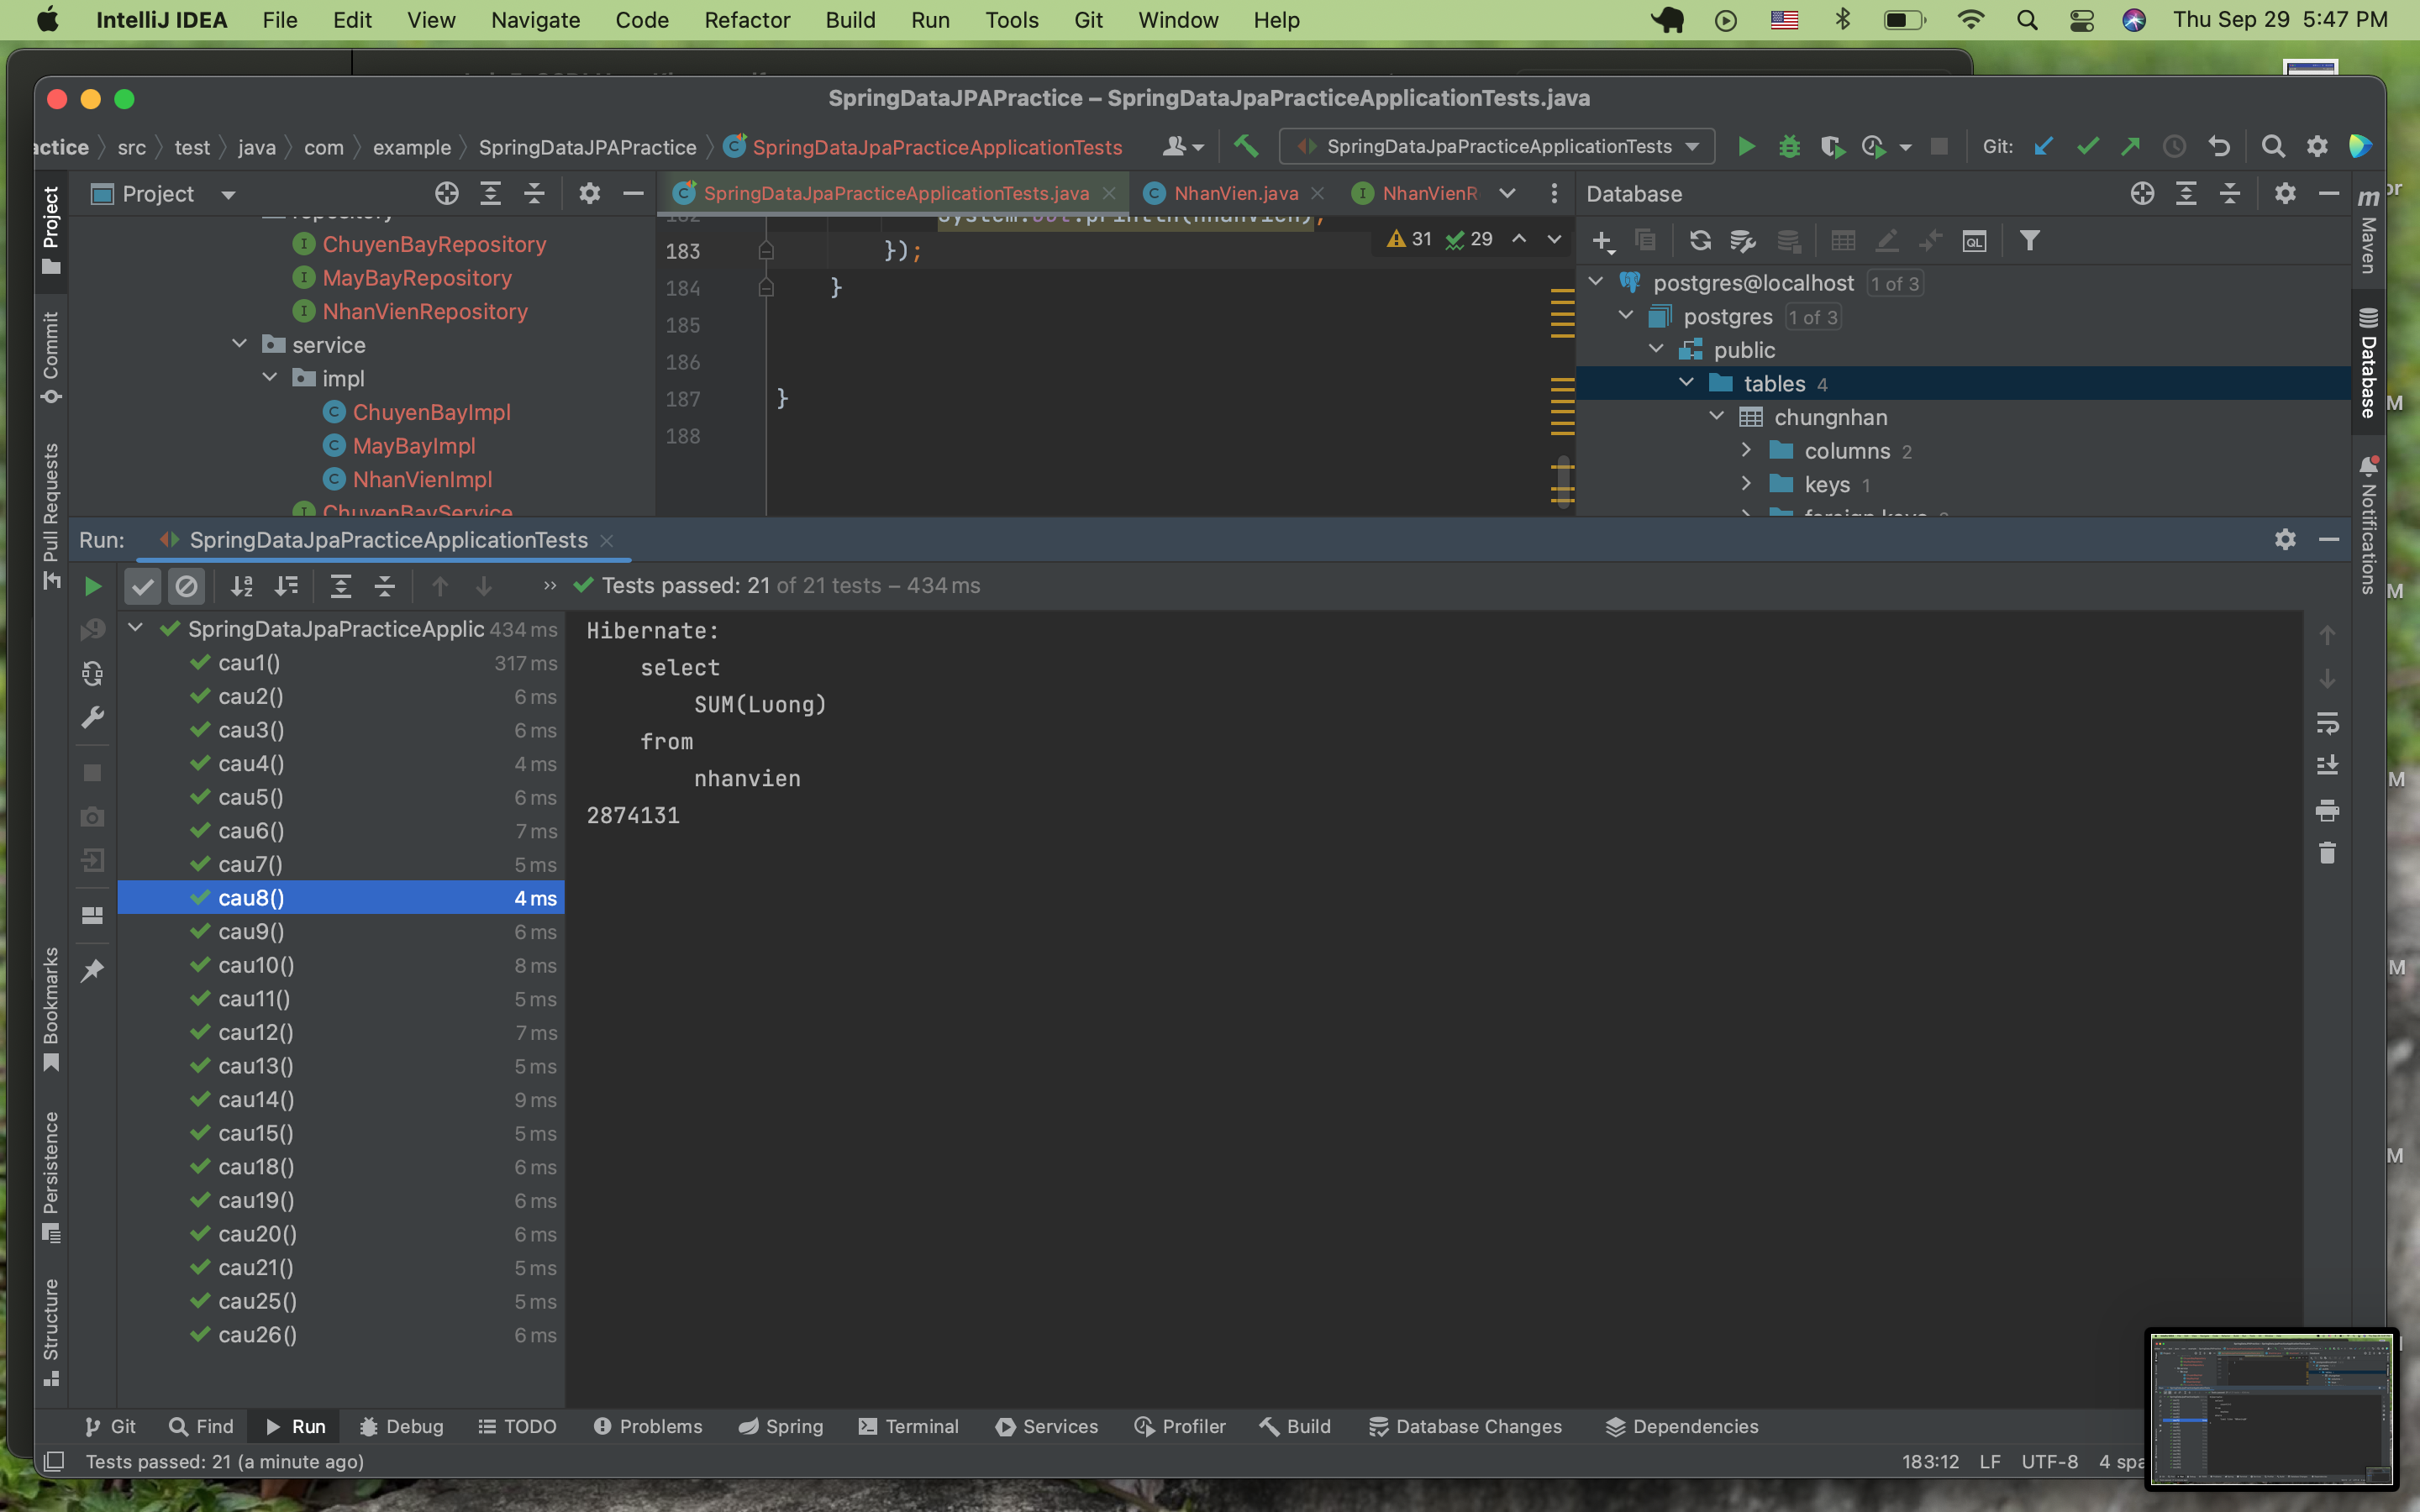 IntelliJ IDEA File Edit View Navigate Code Refactor Build Run Tools Git Window Help Thu Sep 29 5:47 PM
SpringDataJPAPractice – SpringDataJpaPracticeApplicationTests.java
actice src test java com example SpringDataJPAPractice SpringDataJpaPracticeApplicationTests SpringDataJpaPracticeApplicationTests Git:
Project SpringDataJpaPracticeApplicationTests.java NhanVien.java NhanVienR Database
repository
ChuyenBayRepository
MayBayRepository
NhanVienRepository
service
impl
ChuyenBayImpl
MayBayImpl
NhanVienImpl
ChuyenBayService
182 System.out.println(nhanVien);
183 });
184 }
185
186
187 }
188
31 29
postgres@localhost 1 of 3
postgres 1 of 3
public
tables 4
chungnhan
columns 2
keys 1
foreign keys
Project
Commit
Pull Requests
Bookmarks
Persistence
Structure
m
Maven
Database
Notifications
Run: SpringDataJpaPracticeApplicationTests
Tests passed: 21 of 21 tests – 434 ms
SpringDataJpaPracticeApplic 434 ms
cau1() 317 ms
cau2() 6 ms
cau3() 6 ms
cau4() 4 ms
cau5() 6 ms
cau6() 7 ms
cau7() 5 ms
cau8() 4 ms
cau9() 6 ms
cau10() 8 ms
cau11() 5 ms
cau12() 7 ms
cau13() 5 ms
cau14() 9 ms
cau15() 5 ms
cau18() 6 ms
cau19() 6 ms
cau20() 6 ms
cau21() 5 ms
cau25() 5 ms
cau26() 6 ms
Hibernate:
select
SUM(Luong)
from
nhanvien
2874131
Git Find Run Debug TODO Problems Spring Terminal Services Profiler Build Database Changes Dependencies
Tests passed: 21 (a minute ago) 183:12 LF UTF-8 4 spa